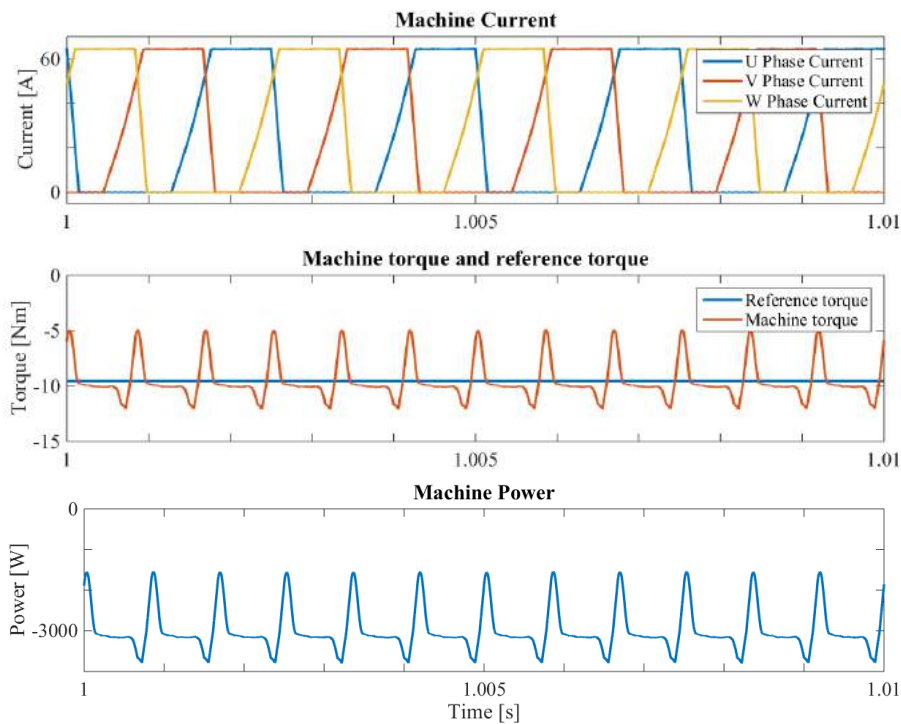 Machine Current
Current [A]
60
0
U Phase Current
V Phase Current
W Phase Current
1
1.005
1.01
Machine torque and reference torque
Torque [Nm]
0
-5
-10
-15
Reference torque
Machine torque
1
1.005
1.01
Machine Power
Power [W]
0
-3000
1
1.005
1.01
Time [s]